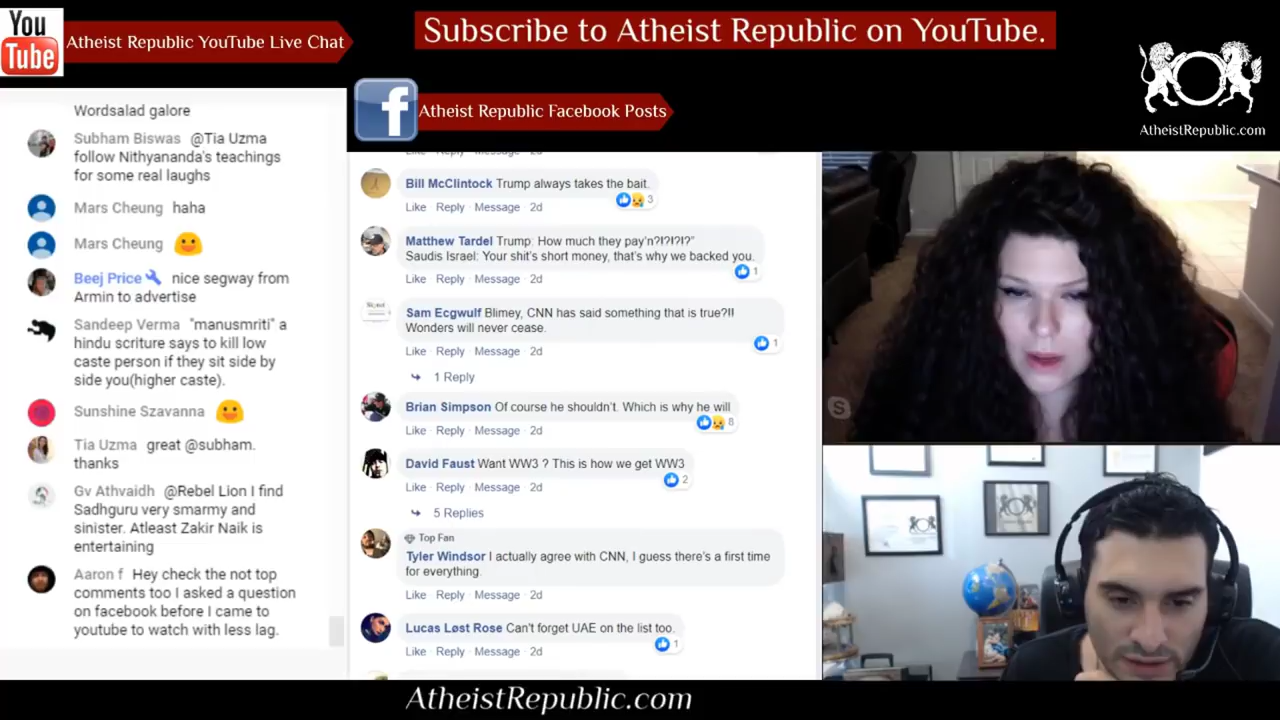 You
Tube
Atheist Republic YouTube Live Chat
Subscribe to Atheist Republic on YouTube.
AtheistRepublic.com
f
Atheist Republic Facebook Posts
Wordsalad galore
Subham Biswas @Tia Uzma
follow Nithyananda's teachings
for some real laughs
Mars Cheung haha
Mars Cheung
Beej Price nice segway from
Armin to advertise
Sandeep Verma "manusmriti" a
hindu scriture says to kill low
caste person if they sit side by
side you(higher caste).
Sunshine Szavanna
Tia Uzma great @subham.
thanks
Gv Athvaidh @Rebel Lion I find
Sadhguru very smarmy and
sinister. Atleast Zakir Naik is
entertaining
Aaron f Hey check the not top
comments too I asked a question
on facebook before I came to
youtube to watch with less lag.
Like Reply Message 2d
Bill McClintock Trump always takes the bait.
3
Like · Reply · Message · 2d
Matthew Tardel Trump: How much they pay'n?!?!?!?"
Saudis Israel: Your shit's short money, that's why we backed you.
1
Like · Reply · Message · 2d
Sam Ecgwulf Blimey, CNN has said something that is true?!!
Wonders will never cease.
1
Like · Reply · Message · 2d
1 Reply
Brian Simpson Of course he shouldn't. Which is why he will
8
Like · Reply · Message · 2d
David Faust Want WW3 ? This is how we get WW3
2
Like · Reply · Message · 2d
5 Replies
Top Fan
Tyler Windsor I actually agree with CNN, I guess there's a first time
for everything.
Like · Reply · Message · 2d
Lucas Løst Rose Can't forget UAE on the list too.
1
Like · Reply · Message · 2d
S
AtheistRepublic.com